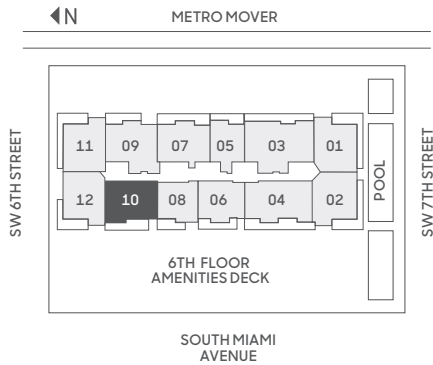 N
METRO MOVER
SW 6TH STREET
11
09
07
05
03
01
12
10
08
06
04
02
POOL
SW 7TH STREET
6TH FLOOR
AMENITIES DECK
SOUTH MIAMI
AVENUE